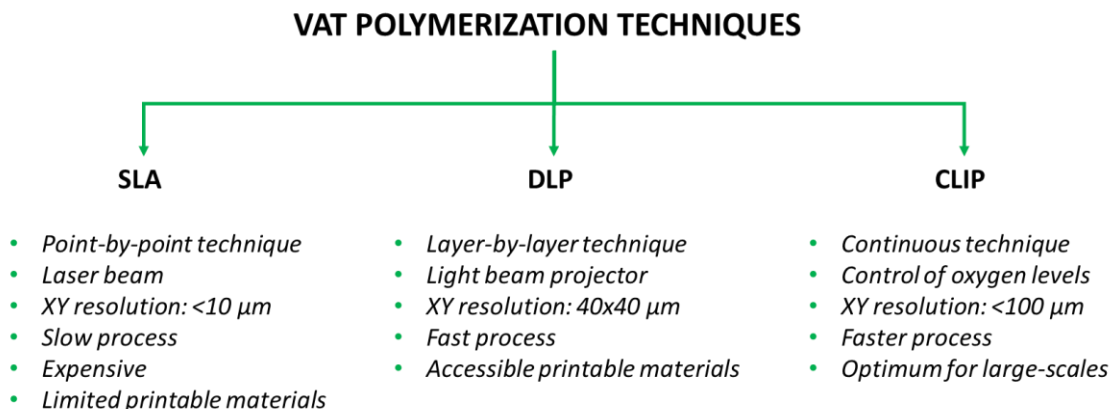 VAT POLYMERIZATION TECHNIQUES
SLA
• Point-by-point technique
• Laser beam
• XY resolution: <10 μm
• Slow process
• Expensive
• Limited printable materials
DLP
• Layer-by-layer technique
• Light beam projector
• XY resolution: 40x40 μm
• Fast process
• Accessible printable materials
CLIP
• Continuous technique
• Control of oxygen levels
• XY resolution: <100 μm
• Faster process
• Optimum for large-scales